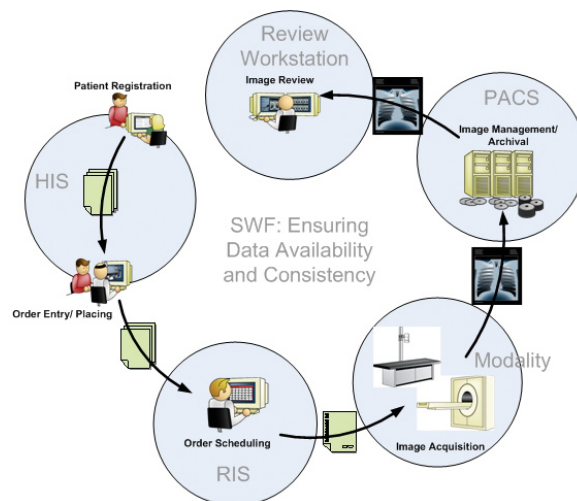 Review
Workstation
Image Review
Patient Registration
PACS
Image Management/
Archival
HIS
SWF: Ensuring
Data Availability
and Consistency
Order Entry/ Placing
Modality
Order Scheduling
Image Acquisition
RIS